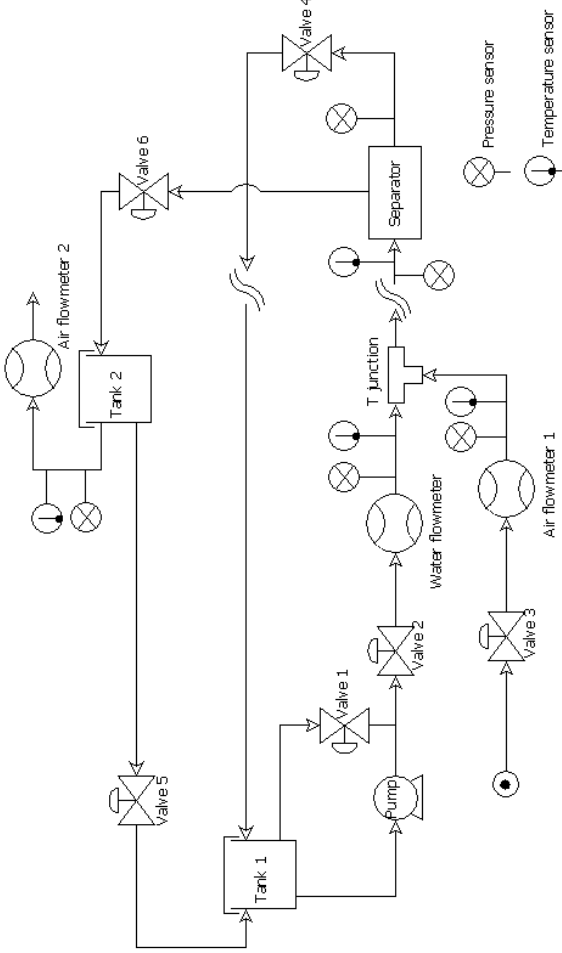 Valve 4
Valve 6
Air flowmeter 2
Tank 2
Separator
Pressure sensor
Temperature sensor
T junction
Water flowmeter
Air flowmeter 1
Valve 2
Valve 3
Valve 1
Valve 5
Pump
Tank 1